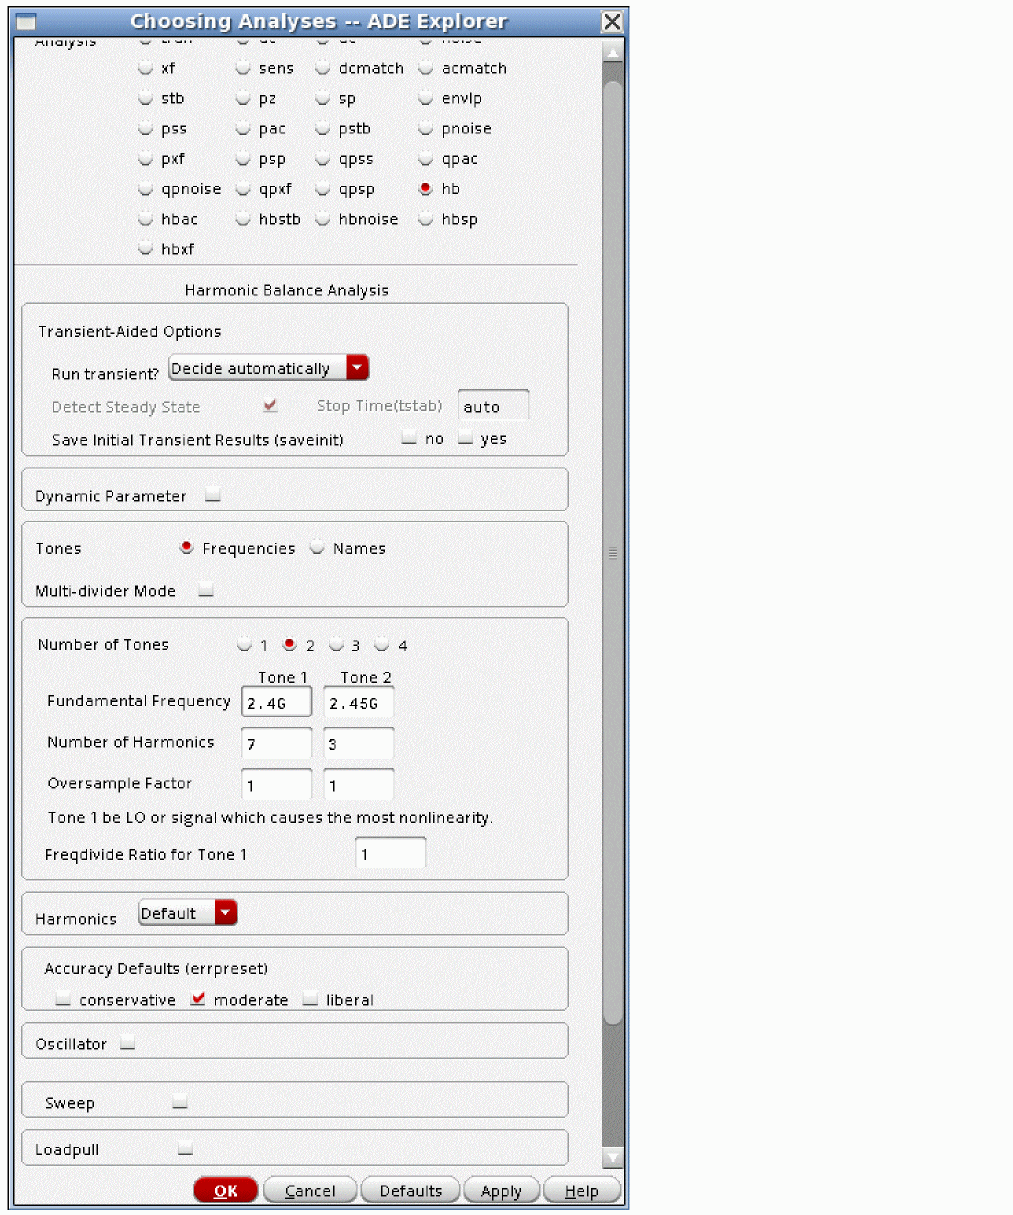 Choosing Analyses -- ADE Explorer
Analysis tran dc ac noise
xf sens dcmatch acmatch
stb pz sp envlp
pss pac pstb pnoise
pxf psp qpss qpac
qpnoise qpxf qpsp hb
hbac hbstb hbnoise hbsp
hbxf
Harmonic Balance Analysis
Transient-Aided Options
Run transient? Decide automatically
Detect Steady State Stop Time(tstab) auto
Save Initial Transient Results (saveinit) no yes
Dynamic Parameter
Tones Frequencies Names
Multi-divider Mode
Number of Tones 1 2 3 4
Tone 1 Tone 2
Fundamental Frequency 2.4G 2.45G
Number of Harmonics 7 3
Oversample Factor 1 1
Tone 1 be LO or signal which causes the most nonlinearity.
Freqdivide Ratio for Tone 1 1
Harmonics Default
Accuracy Defaults (errpreset)
conservative moderate liberal
Oscillator
Sweep
Loadpull
OK Cancel Defaults Apply Help